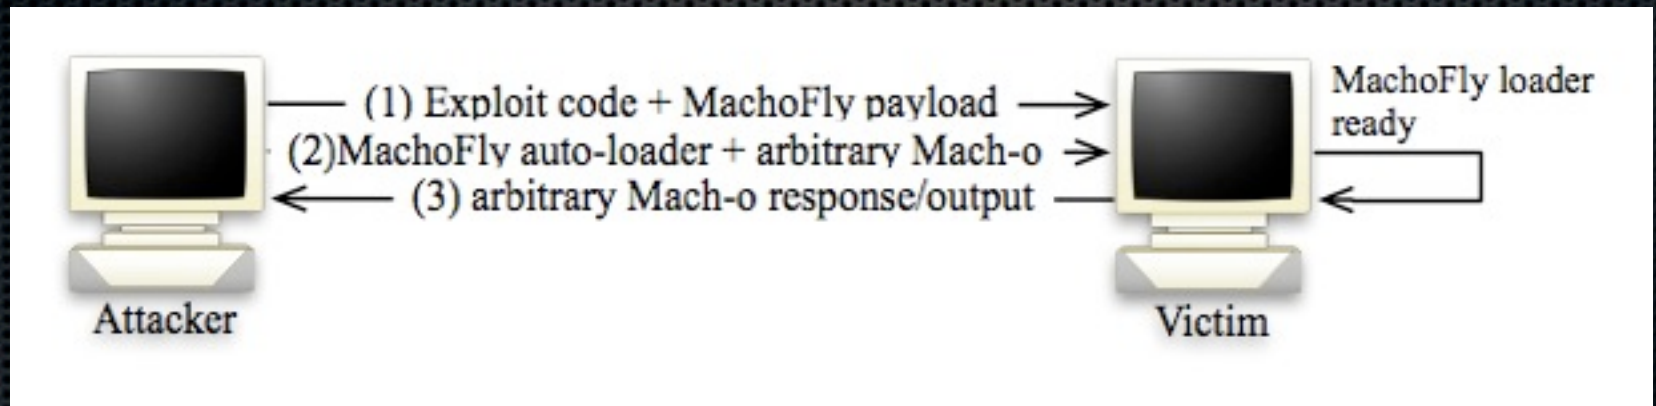 (1) Exploit code + MachoFly payload
(2)MachoFly auto-loader + arbitrary Mach-o
(3) arbitrary Mach-o response/output
MachoFly loader
ready
Attacker
Victim